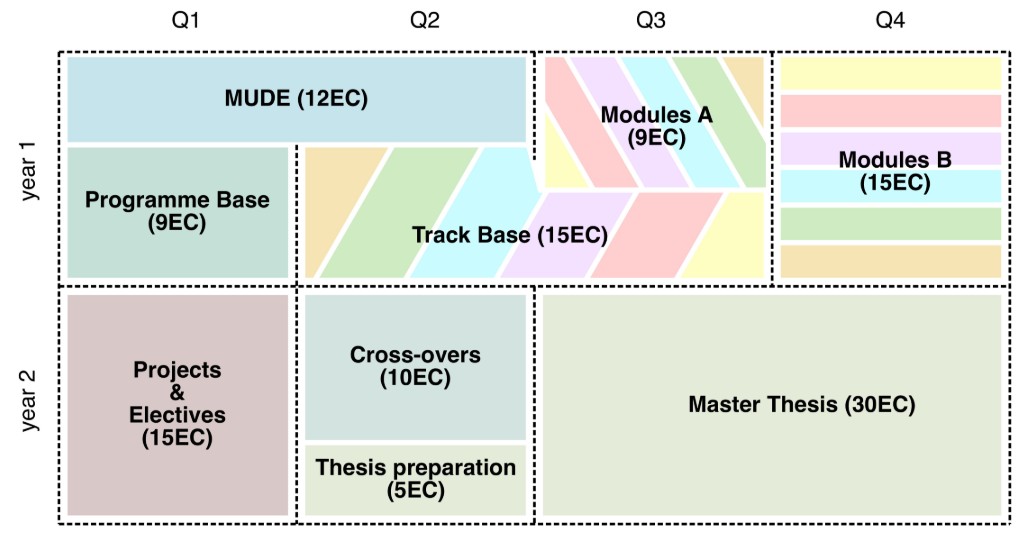 Q1
Q2
Q3
Q4
year 1
MUDE (12EC)
Modules A
(9EC)
Modules B
(15EC)
Programme Base
(9EC)
Track Base (15EC)
year 2
Projects
&
Electives
(15EC)
Cross-overs
(10EC)
Thesis preparation
(5EC)
Master Thesis (30EC)